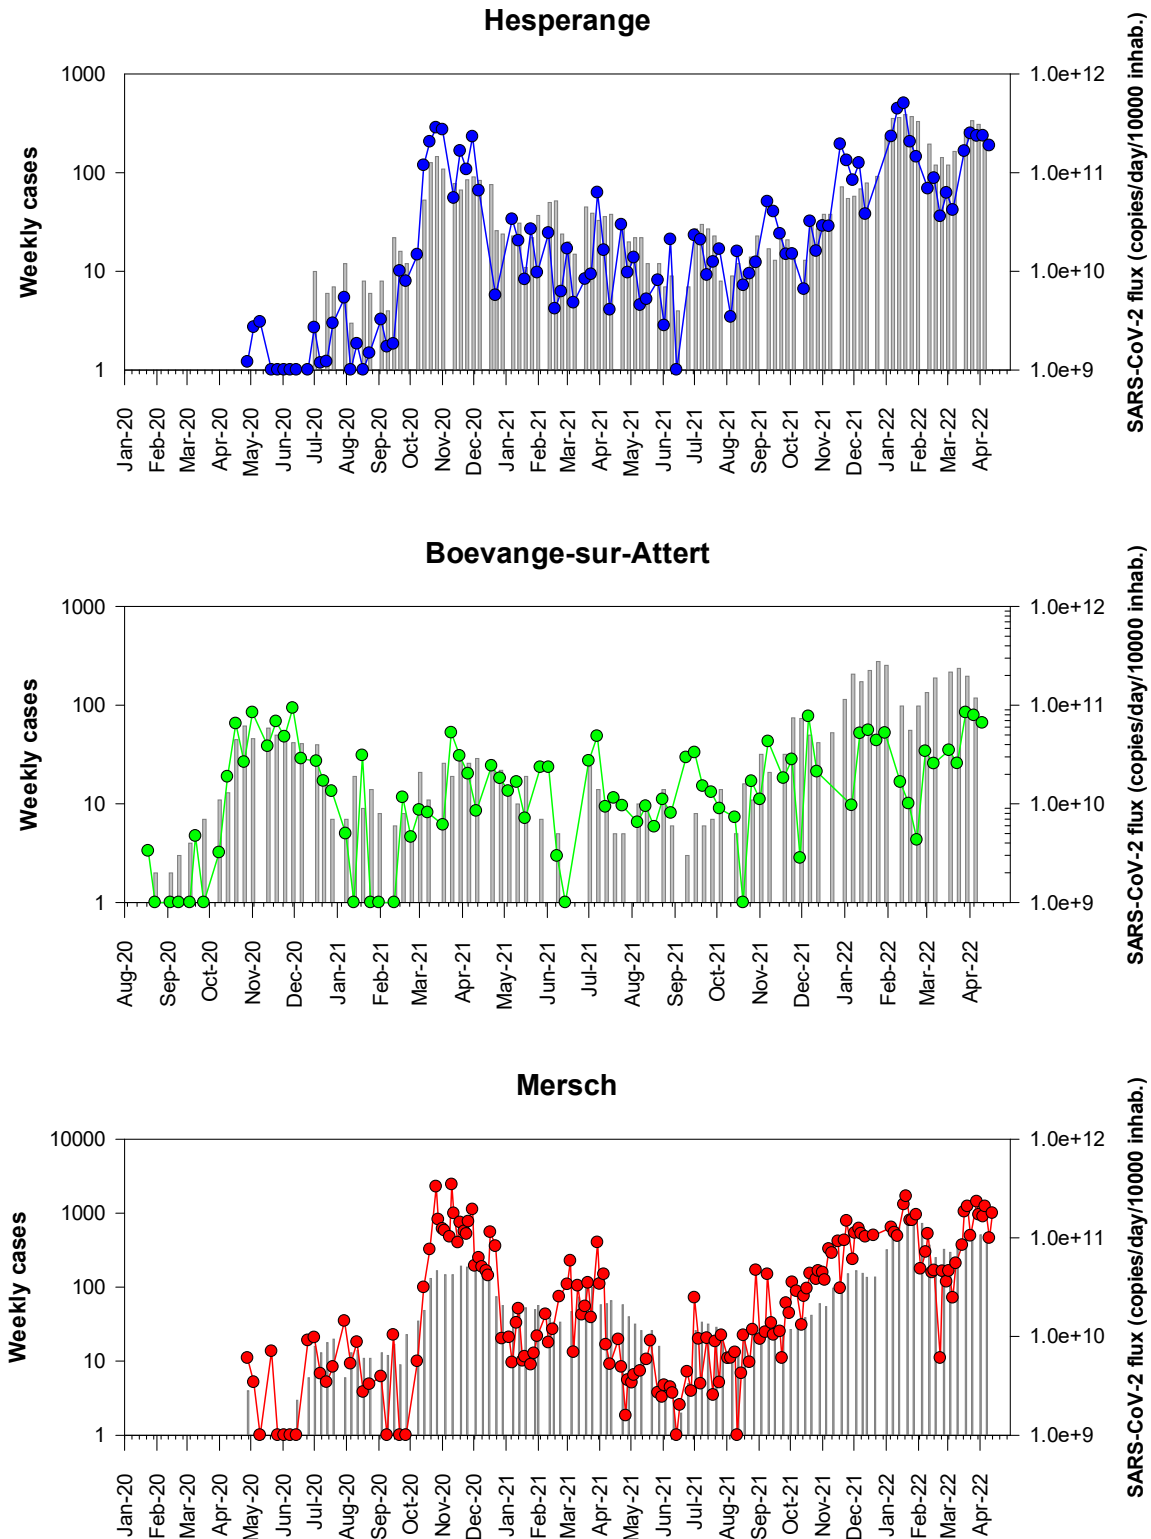 Hesperange
1000
100
10
1
Weekly cases
1.0e+12
1.0e+11
1.0e+10
1.0e+9
SARS-CoV-2 flux (copies/day/10000 inhab.)
Jan-20
Feb-20
Mar-20
Apr-20
May-20
Jun-20
Jul-20
Aug-20
Sep-20
Oct-20
Nov-20
Dec-20
Jan-21
Feb-21
Mar-21
Apr-21
May-21
Jun-21
Jul-21
Aug-21
Sep-21
Oct-21
Nov-21
Dec-21
Jan-22
Feb-22
Mar-22
Apr-22
Boevange-sur-Attert
1000
100
10
1
Weekly cases
1.0e+12
1.0e+11
1.0e+10
1.0e+9
SARS-CoV-2 flux (copies/day/10000 inhab.)
Aug-20
Sep-20
Oct-20
Nov-20
Dec-20
Jan-21
Feb-21
Mar-21
Apr-21
May-21
Jun-21
Jul-21
Aug-21
Sep-21
Oct-21
Nov-21
Dec-21
Jan-22
Feb-22
Mar-22
Apr-22
Mersch
10000
1000
100
10
1
Weekly cases
1.0e+12
1.0e+11
1.0e+10
1.0e+9
SARS-CoV-2 flux (copies/day/10000 inhab.)
Jan-20
Feb-20
Mar-20
Apr-20
May-20
Jun-20
Jul-20
Aug-20
Sep-20
Oct-20
Nov-20
Dec-20
Jan-21
Feb-21
Mar-21
Apr-21
May-21
Jun-21
Jul-21
Aug-21
Sep-21
Oct-21
Nov-21
Dec-21
Jan-22
Feb-22
Mar-22
Apr-22